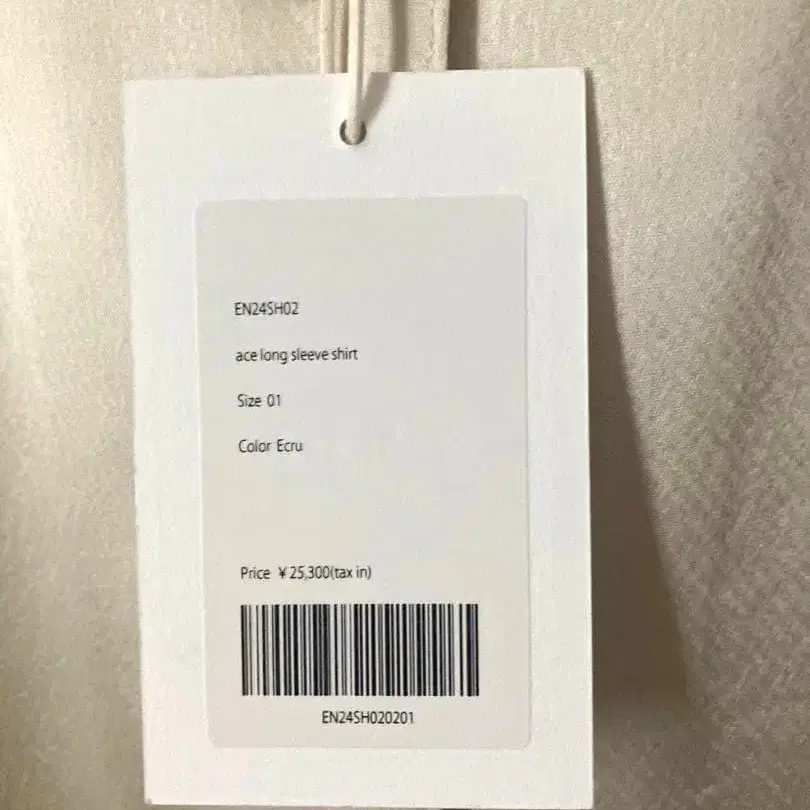 EN24SH02
ace long sleeve shirt
Size 01
Color Ecru
Price ¥25,300(tax in)
EN24SH020201